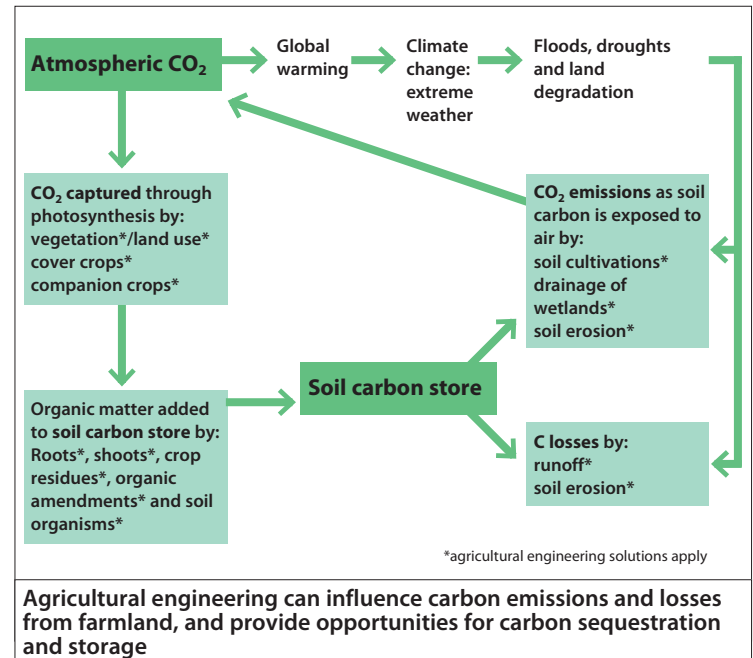 Atmospheric CO₂
Global
warming
Climate
change:
extreme
weather
Floods, droughts
and land
degradation
CO₂ captured through
photosynthesis by:
vegetation*/land use*
cover crops*
companion crops*
CO₂ emissions as soil
carbon is exposed to
air by:
soil cultivations*
drainage of
wetlands*
soil erosion*
Soil carbon store
Organic matter added
to soil carbon store by:
Roots*, shoots*, crop
residues*, organic
amendments* and soil
organisms*
C losses by:
runoff*
soil erosion*
*agricultural engineering solutions apply
Agricultural engineering can influence carbon emissions and losses
from farmland, and provide opportunities for carbon sequestration
and storage